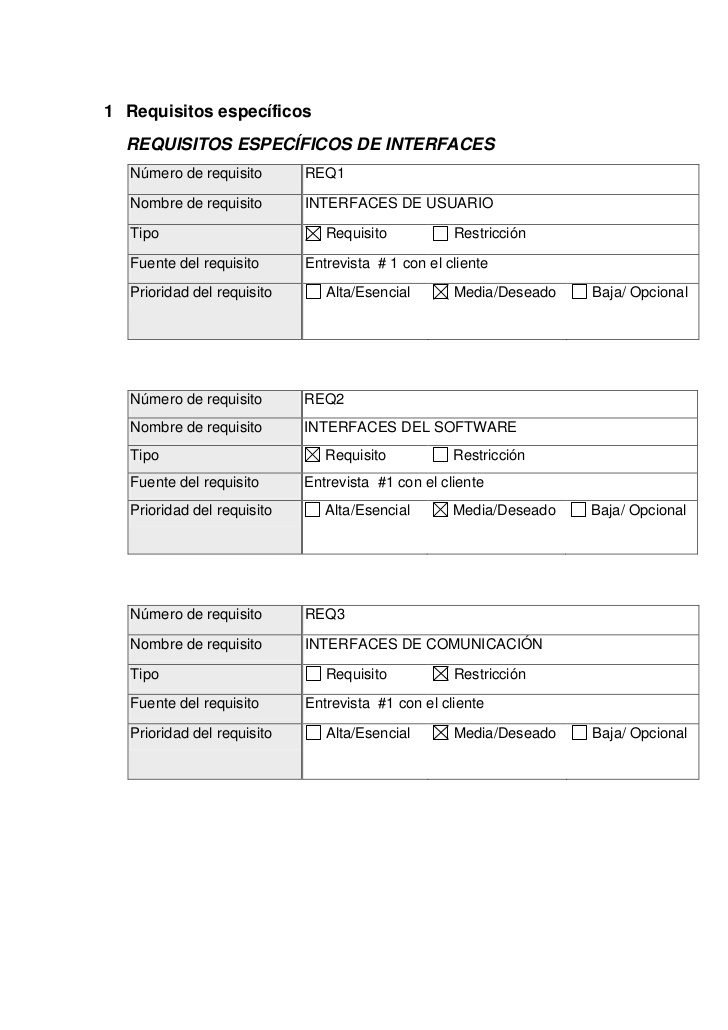 1 Requisitos específicos
REQUISITOS ESPECÍFICOS DE INTERFACES
Número de requisito REQ1
Nombre de requisito INTERFACES DE USUARIO
Tipo ☒ Requisito ☐ Restricción
Fuente del requisito Entrevista # 1 con el cliente
Prioridad del requisito ☐ Alta/Esencial ☒ Media/Deseado ☐ Baja/ Opcional
Número de requisito REQ2
Nombre de requisito INTERFACES DEL SOFTWARE
Tipo ☒ Requisito ☐ Restricción
Fuente del requisito Entrevista #1 con el cliente
Prioridad del requisito ☐ Alta/Esencial ☒ Media/Deseado ☐ Baja/ Opcional
Número de requisito REQ3
Nombre de requisito INTERFACES DE COMUNICACIÓN
Tipo ☐ Requisito ☒ Restricción
Fuente del requisito Entrevista #1 con el cliente
Prioridad del requisito ☐ Alta/Esencial ☒ Media/Deseado ☐ Baja/ Opcional